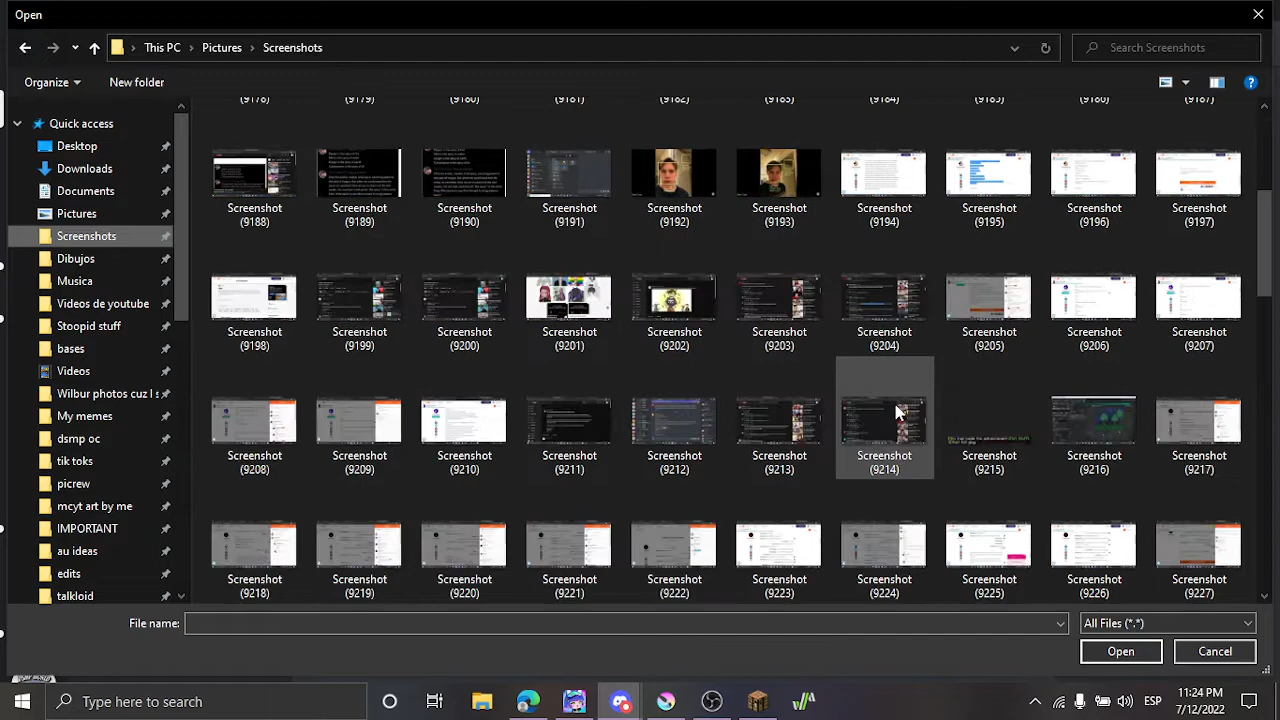 Open
This PC > Pictures > Screenshots
Search Screenshots
Organize
New folder
(9178) (9179) (9180) (9181) (9182) (9183) (9184) (9185) (9186) (9187)
Quick access
Desktop
Downloads
Documents
Pictures
Screenshots
Dibujos
Musica
Videos de youtube
bases
Videos
Wilbur photos cuz I s
My memes
tik toks
picrew
mcyt art by me
IMPORTANT
au ideas
edits
talkloid
Screenshot (9188)
Screenshot (9189)
Screenshot (9190)
Screenshot (9191)
Screenshot (9192)
Screenshot (9193)
Screenshot (9194)
Screenshot (9195)
Screenshot (9196)
Screenshot (9197)
Screenshot (9198)
Screenshot (9199)
Screenshot (9200)
Screenshot (9201)
Screenshot (9202)
Screenshot (9203)
Screenshot (9204)
Screenshot (9205)
Screenshot (9206)
Screenshot (9207)
Screenshot (9208)
Screenshot (9209)
Screenshot (9210)
Screenshot (9211)
Screenshot (9212)
Screenshot (9213)
Screenshot (9214)
Screenshot (9215)
Screenshot (9216)
Screenshot (9217)
Screenshot (9218)
Screenshot (9219)
Screenshot (9220)
Screenshot (9221)
Screenshot (9222)
Screenshot (9223)
Screenshot (9224)
Screenshot (9225)
Screenshot (9226)
Screenshot (9227)
File name:
All Files (*.*)
Open
Cancel
Type here to search
ESP
11:24 PM
7/12/2022